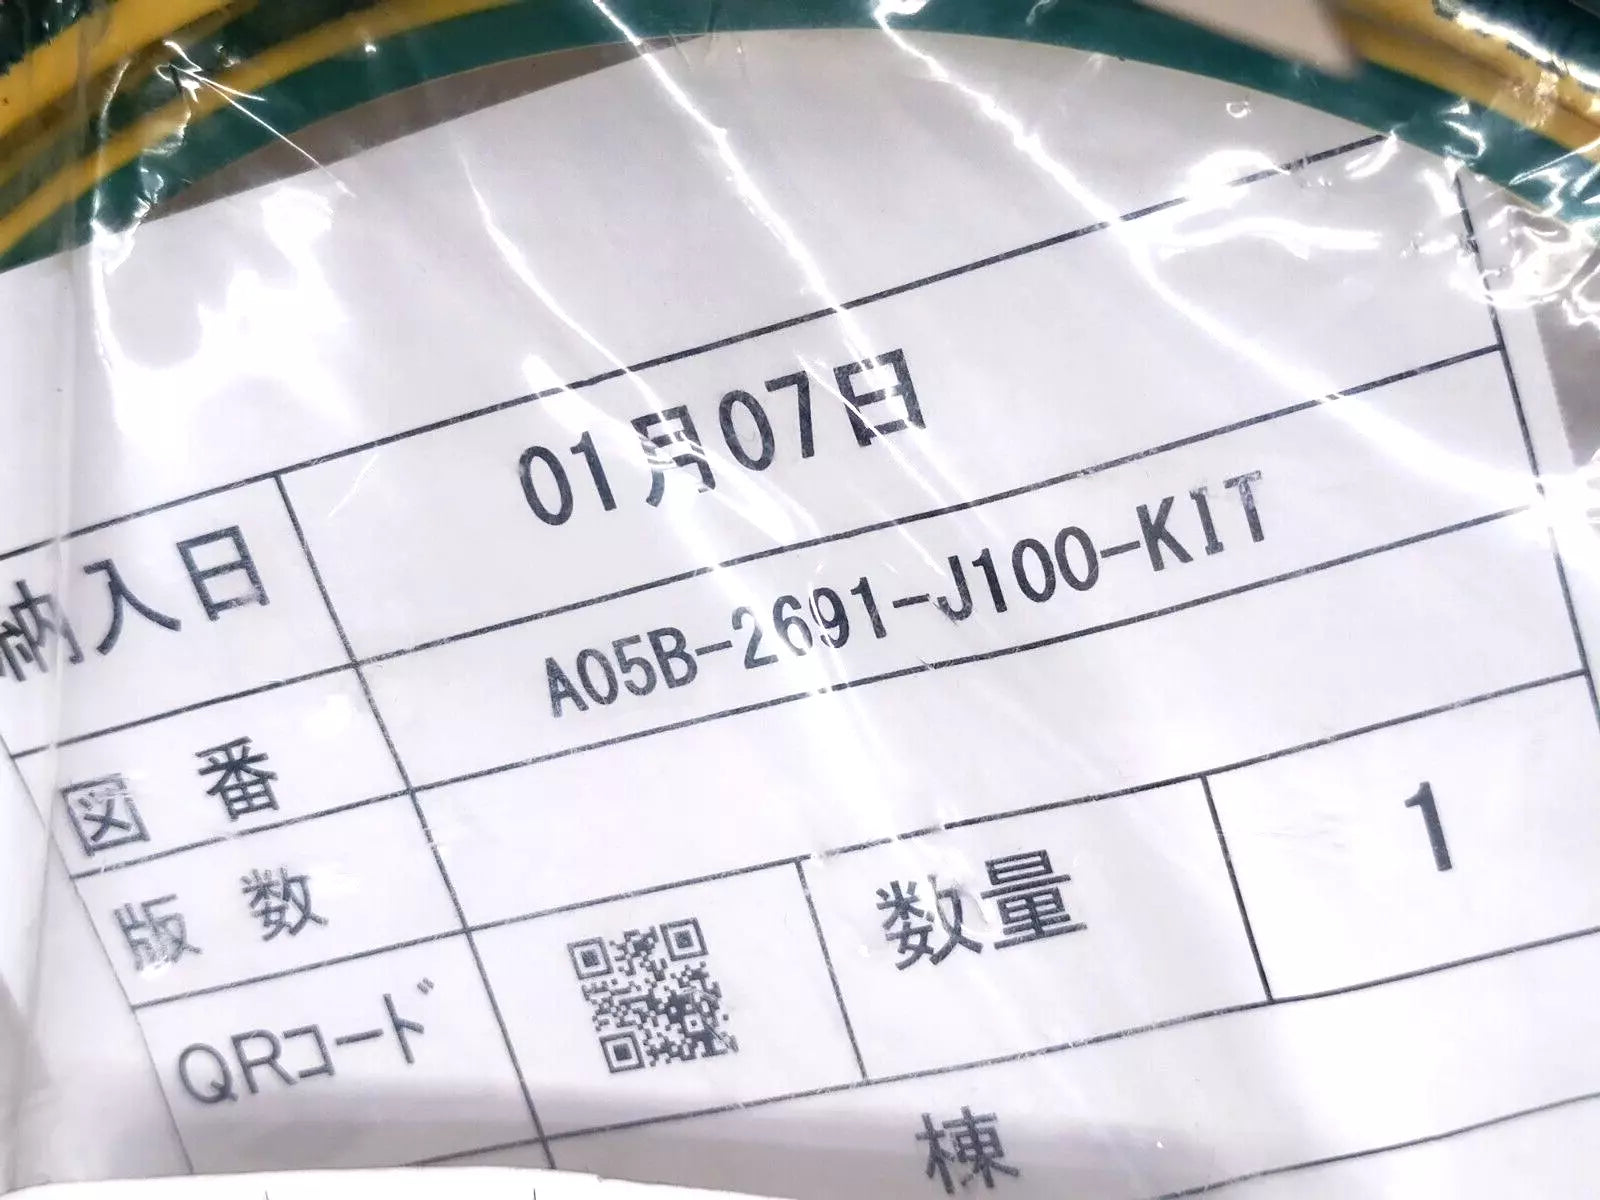 納入日 01月07日
図番 A05B-2691-J100-KIT
版数
QRコード 数量 1
棟